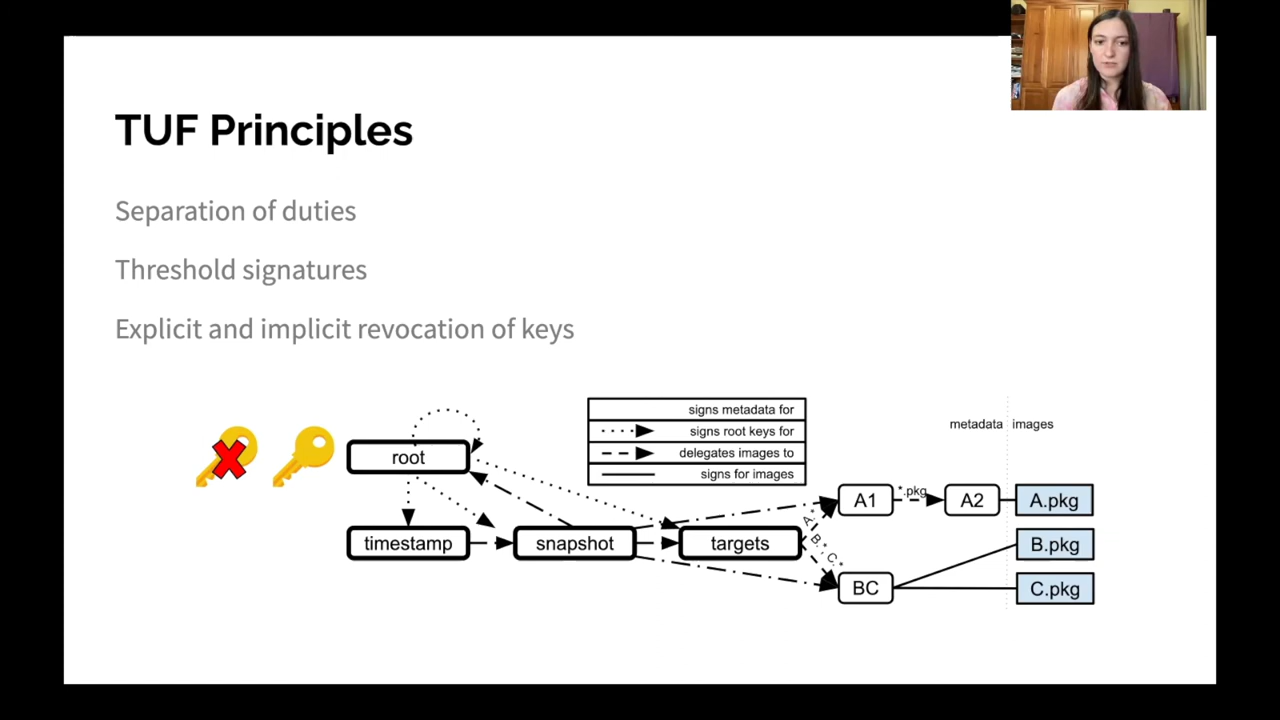 TUF Principles
Separation of duties
Threshold signatures
Explicit and implicit revocation of keys
signs metadata for
signs root keys for
delegates images to
signs for images
metadata
images
root
timestamp
snapshot
targets
A.*
B.*, C.*
A1
*.pkg
A2
A.pkg
B.pkg
BC
C.pkg